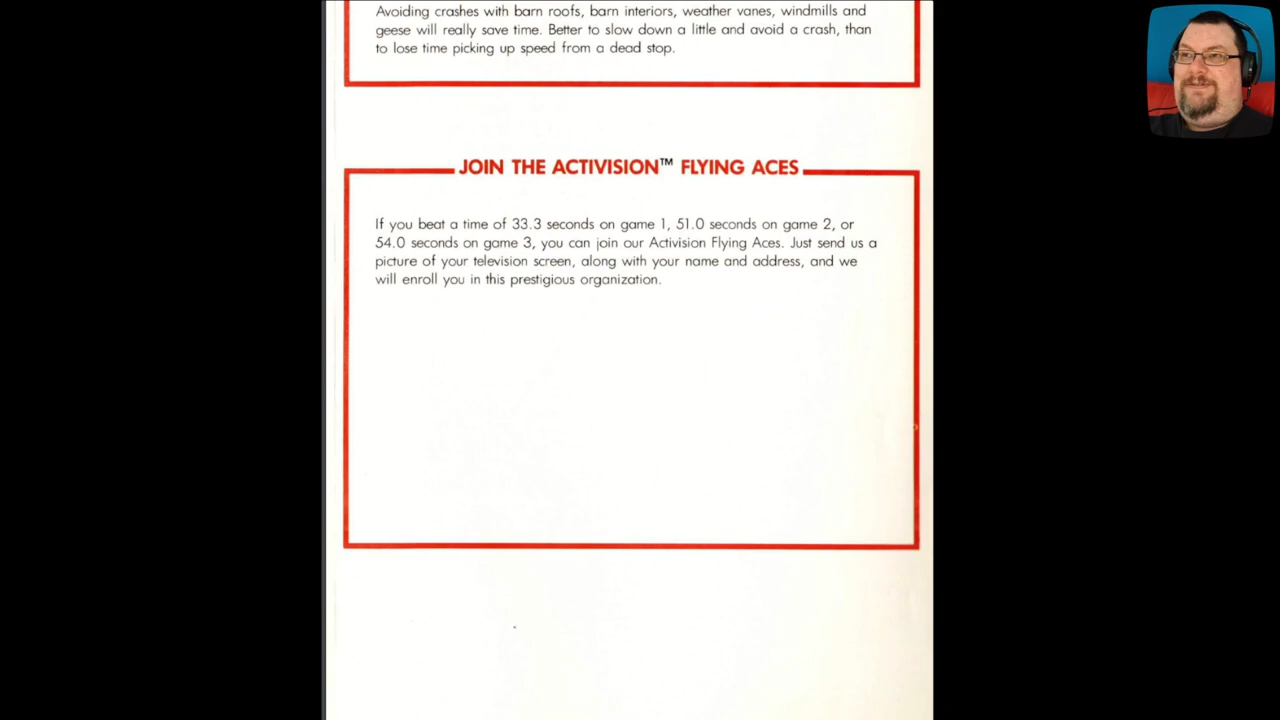 Avoiding crashes with barn roofs, barn interiors, weather vanes, windmills and
geese will really save time. Better to slow down a little and avoid a crash, than
to lose time picking up speed from a dead stop.
JOIN THE ACTIVISION™ FLYING ACES
If you beat a time of 33.3 seconds on game 1, 51.0 seconds on game 2, or
54.0 seconds on game 3, you can join our Activision Flying Aces. Just send us a
picture of your television screen, along with your name and address, and we
will enroll you in this prestigious organization.